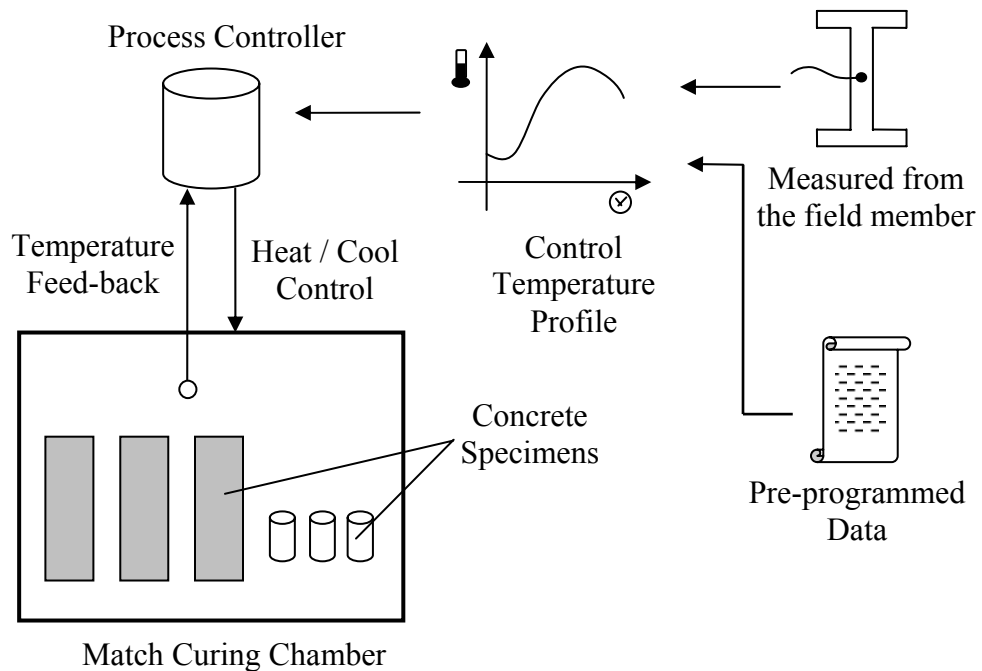 Process Controller
Measured from
the field member
Temperature
Feed-back
Heat / Cool
Control
Control
Temperature
Profile
Concrete
Specimens
Pre-programmed
Data
Match Curing Chamber